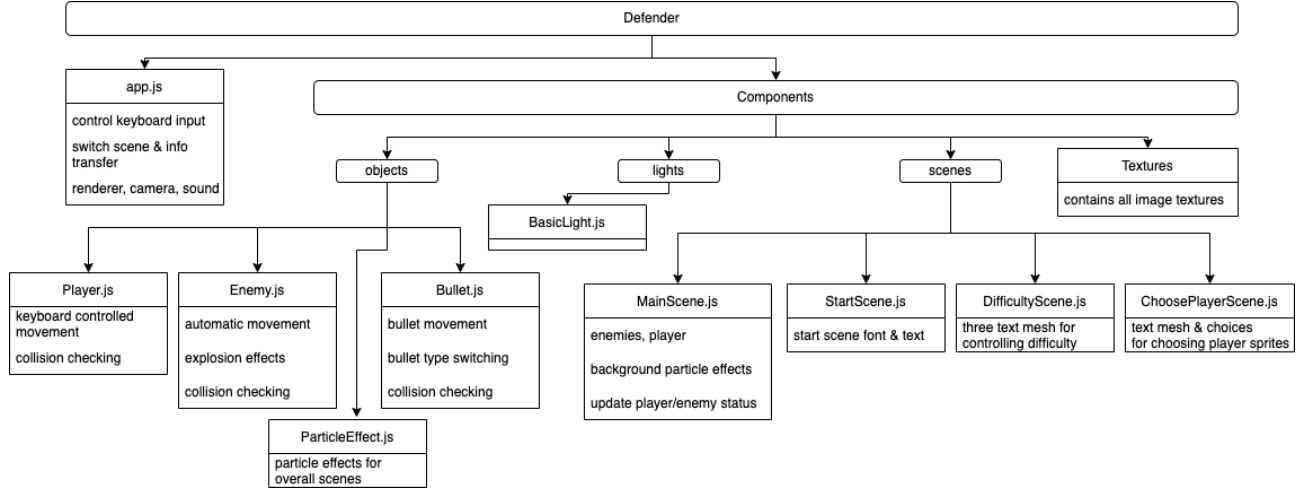 Defender
app.js
control keyboard input
switch scene & info
transfer
renderer, camera, sound
Components
objects
lights
scenes
Textures
contains all image textures
BasicLight.js
Player.js
keyboard controlled
movement
collision checking
Enemy.js
automatic movement
explosion effects
collision checking
Bullet.js
bullet movement
bullet type switching
collision checking
ParticleEffect.js
particle effects for
overall scenes
MainScene.js
enemies, player
background particle effects
update player/enemy status
StartScene.js
start scene font & text
DifficultyScene.js
three text mesh for
controlling difficulty
ChoosePlayerScene.js
text mesh & choices
for choosing player sprites